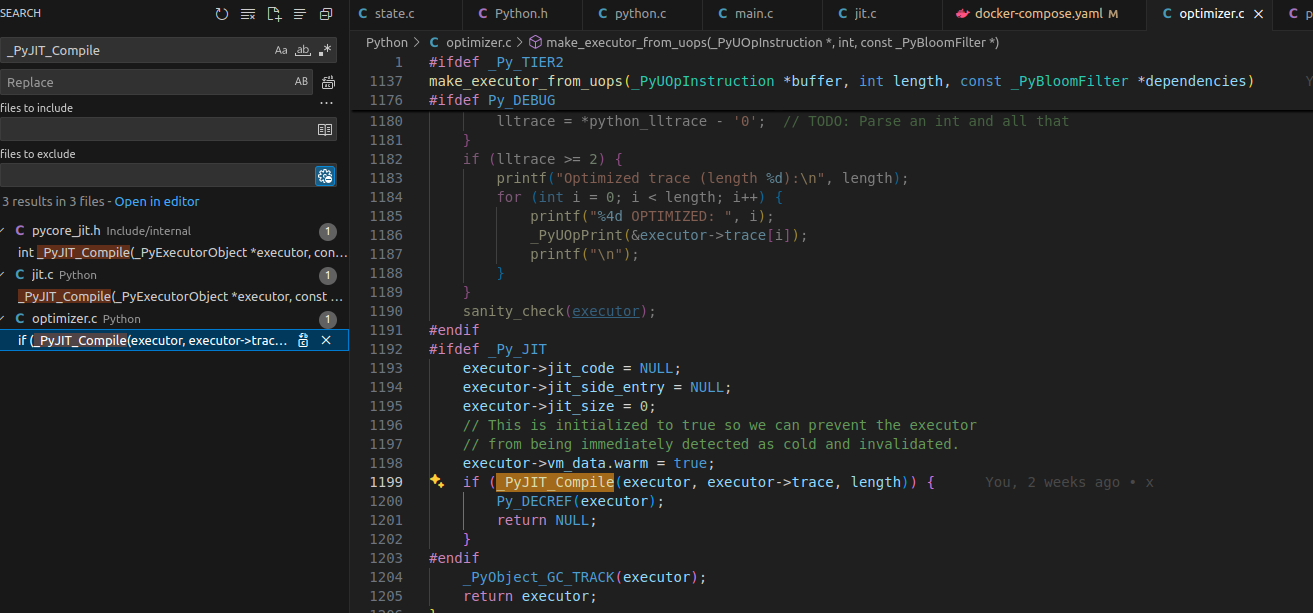 SEARCH
_PyJIT_Compile
Aa ab .*
Replace
AB
files to include
files to exclude
3 results in 3 files - Open in editor
C pycore_jit.h Include/internal 1
int _PyJIT_Compile(_PyExecutorObject *executor, con...
C jit.c Python 1
_PyJIT_Compile(_PyExecutorObject *executor, const ...
C optimizer.c Python 1
if (_PyJIT_Compile(executor, executor->trac...
C state.c C Python.h C python.c C main.c C jit.c docker-compose.yaml M C optimizer.c C p
Python > C optimizer.c > make_executor_from_uops(_PyUOpInstruction *, int, const _PyBloomFilter *)
1 #ifdef _Py_TIER2
1137 make_executor_from_uops(_PyUOpInstruction *buffer, int length, const _PyBloomFilter *dependencies)
1176 #ifdef Py_DEBUG
1180 lltrace = *python_lltrace - '0'; // TODO: Parse an int and all that
1181 }
1182 if (lltrace >= 2) {
1183 printf("Optimized trace (length %d):\n", length);
1184 for (int i = 0; i < length; i++) {
1185 printf("%4d OPTIMIZED: ", i);
1186 _PyUOpPrint(&executor->trace[i]);
1187 printf("\n");
1188 }
1189 }
1190 sanity_check(executor);
1191 #endif
1192 #ifdef _Py_JIT
1193 executor->jit_code = NULL;
1194 executor->jit_side_entry = NULL;
1195 executor->jit_size = 0;
1196 // This is initialized to true so we can prevent the executor
1197 // from being immediately detected as cold and invalidated.
1198 executor->vm_data.warm = true;
1199 if (_PyJIT_Compile(executor, executor->trace, length)) { You, 2 weeks ago • x
1200 Py_DECREF(executor);
1201 return NULL;
1202 }
1203 #endif
1204 _PyObject_GC_TRACK(executor);
1205 return executor;